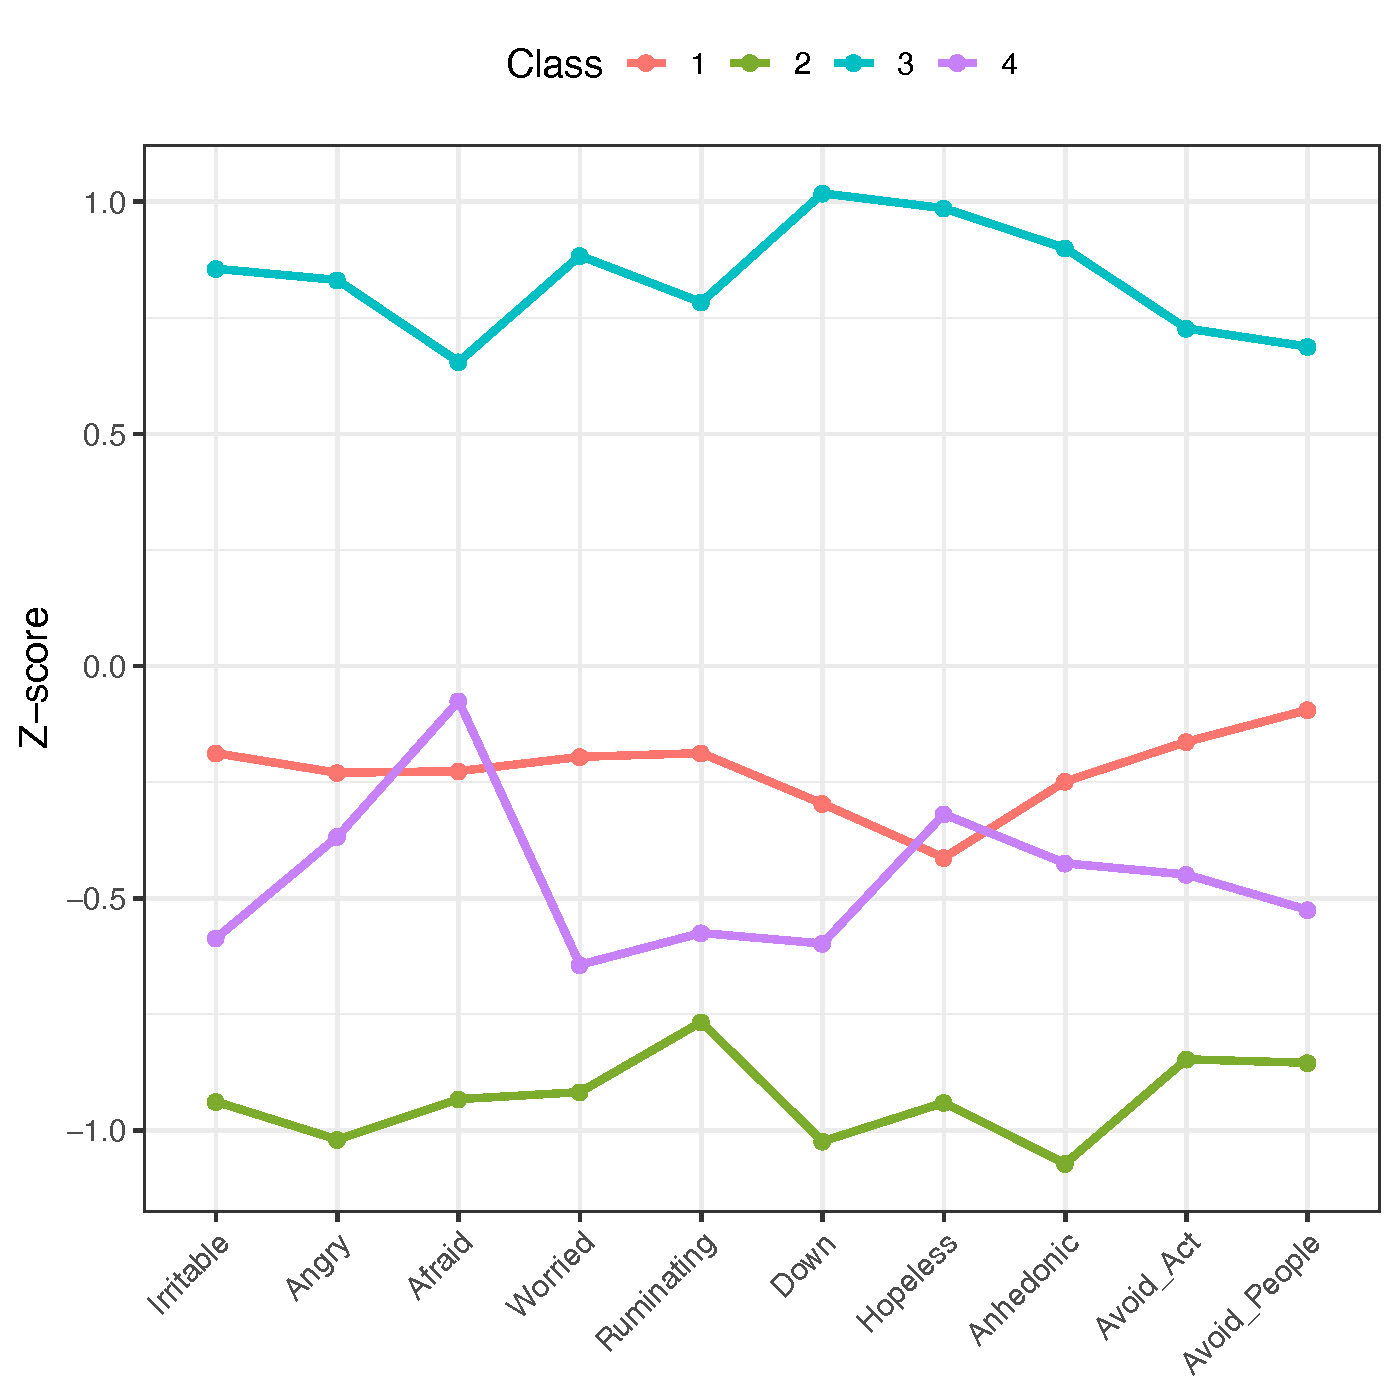 Class 1 2 3 4
1.0
0.5
0.0
−0.5
−1.0
Z−score
Irritable
Angry
Afraid
Worried
Ruminating
Down
Hopeless
Anhedonic
Avoid_Act
Avoid_People